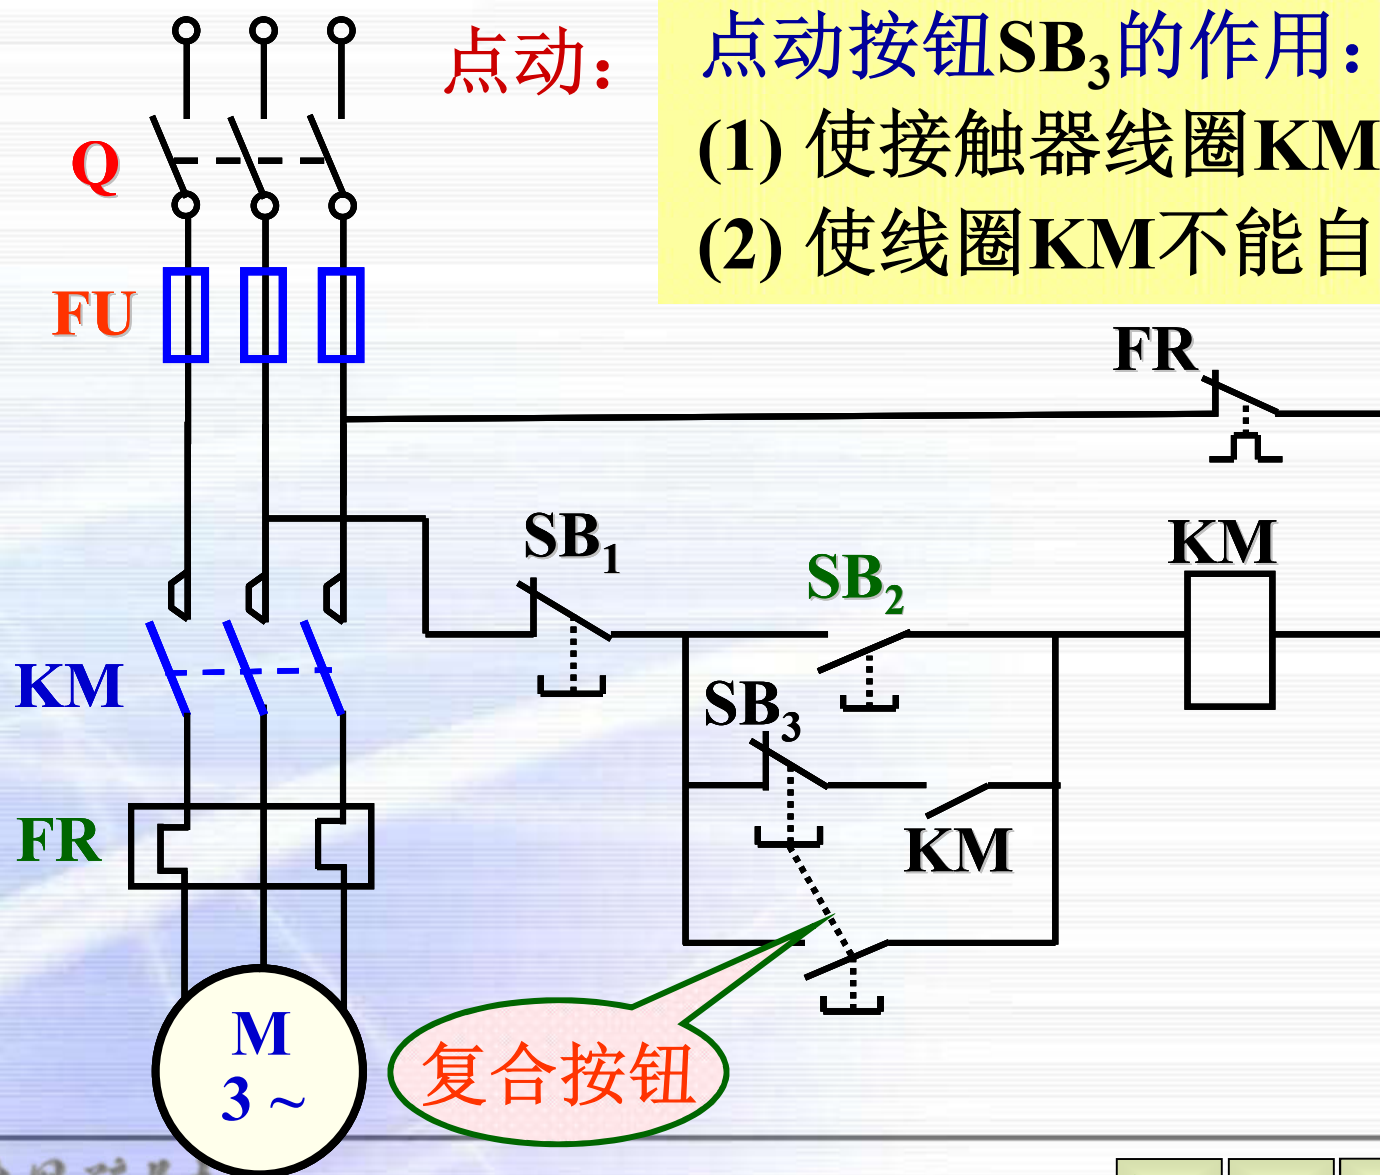 点动：
点动按钮SB3的作用：
(1) 使接触器线圈KM
(2) 使线圈KM不能自
Q
FU
FR
SB1
SB2
KM
KM
SB3
FR
KM
复合按钮
M
3 ~